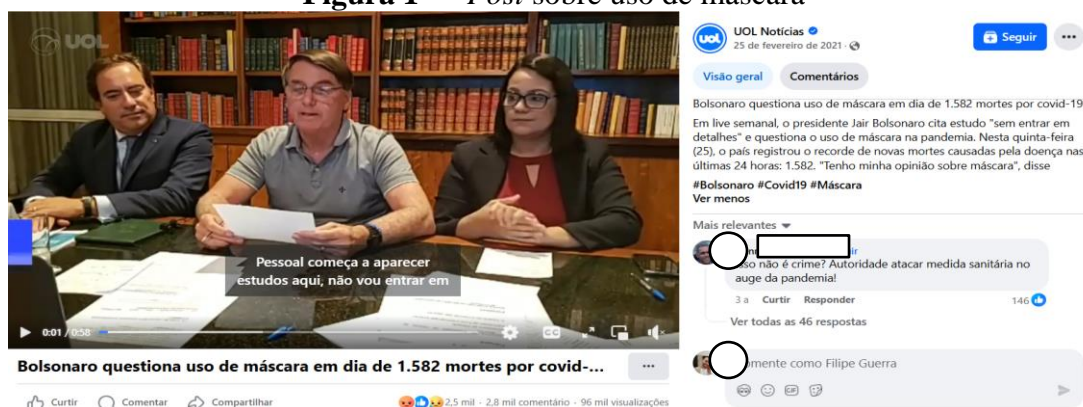 Figura 1 – Post sobre uso de máscara
UOL
Pessoal começa a aparecer
estudos aqui, não vou entrar em
0:01 / 0:58
Bolsonaro questiona uso de máscara em dia de 1.582 mortes por covid-...
Curtir Comentar Compartilhar
2,5 mil · 2,8 mil comentário · 96 mil visualizações
UOL
UOL Notícias
25 de fevereiro de 2021 ·
Seguir
Visão geral Comentários
Bolsonaro questiona uso de máscara em dia de 1.582 mortes por covid-19
Em live semanal, o presidente Jair Bolsonaro cita estudo "sem entrar em
detalhes" e questiona o uso de máscara na pandemia. Nesta quinta-feira
(25), o país registrou o recorde de novas mortes causadas pela doença nas
últimas 24 horas: 1.582. "Tenho minha opinião sobre máscara", disse
#Bolsonaro #Covid19 #Máscara
Ver menos
Mais relevantes
não é crime? Autoridade atacar medida sanitária no
auge da pandemia!
3 a Curtir Responder 146
Ver todas as 46 respostas
como Filipe Guerra
GIF